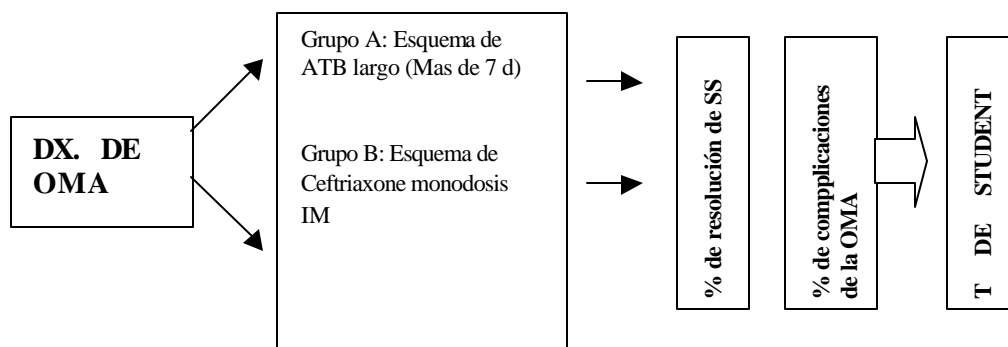 DX. DE
OMA
Grupo A: Esquema de
ATB largo (Mas de 7 d)
Grupo B: Esquema de
Ceftriaxone monodosis
IM
% de resolución de SS
% de compplicaciones
de la OMA
T DE STUDENT